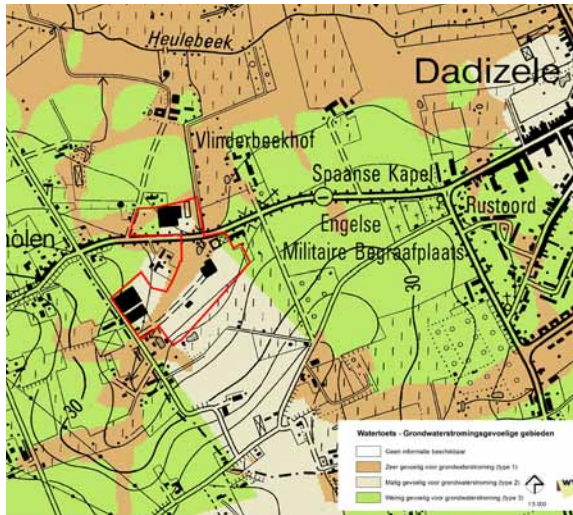 Heulebeek
Dadizele
Vlinderbeekhof
Spaanse Kapel
1
Rustoord
Engelse
Militaire Begraafplaats
olen
30
30
Watertoets - Grondwaterstromingsgevoelige gebieden
Geen informatie beschikbaar
Zeer gevoelig voor grondwaterstroming (type 1)
Matig gevoelig voor grondwaterstroming (type 2)
Weinig gevoelig voor grondwaterstroming (type 3)